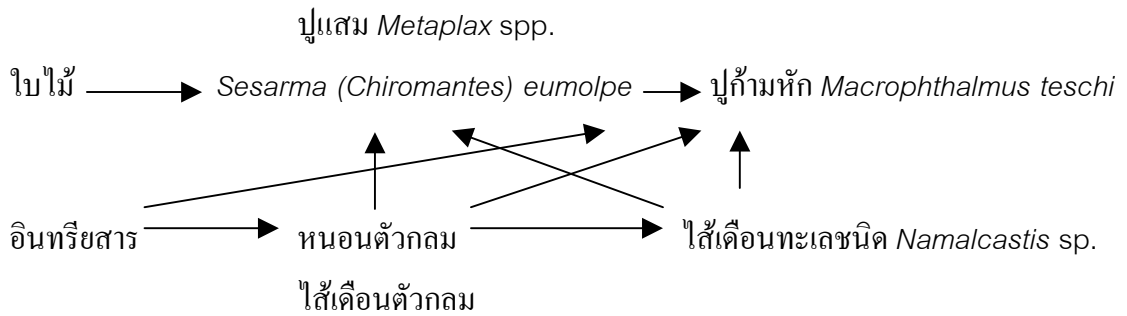 ปูแสม Metaplax spp.
ใบไม้ Sesarma (Chiromantes) eumolpe ปูก้ามหัก Macrophthalmus teschi
อินทรียสาร หนอนตัวกลม ไส้เดือนทะเลชนิด Namalcastis sp.
ไส้เดือนตัวกลม